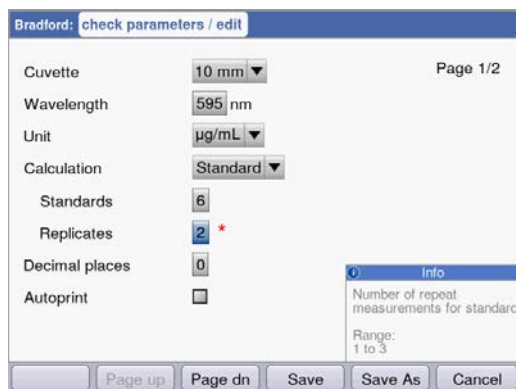 Bradford: check parameters / edit
Cuvette 10 mm Page 1/2
Wavelength 595 nm
Unit µg/mL
Calculation Standard
Standards 6
Replicates 2 *
Decimal places 0
Autoprint
Info
Number of repeat
measurements for standard
Range:
1 to 3
Page up Page dn Save Save As Cancel